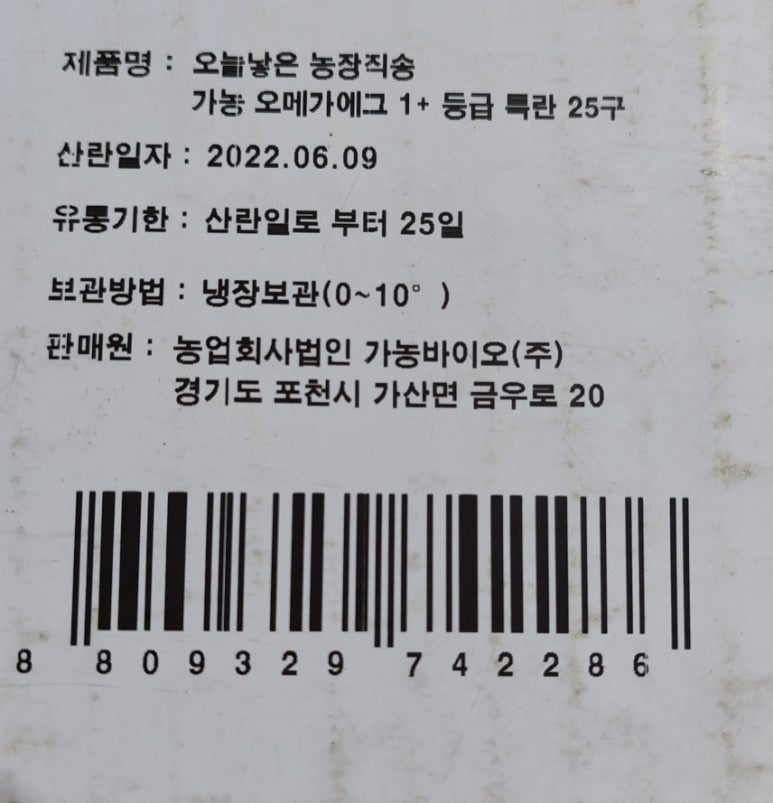 제품명 : 오늘낳은 농장직송
가농 오메가에그 1+ 등급 특란 25구
산란일자 : 2022.06.09
유통기한 : 산란일로 부터 25일
보관방법 : 냉장보관(0~10° )
판매원 : 농업회사법인 가농바이오(주)
경기도 포천시 가산면 금우로 20
8 809329 742286